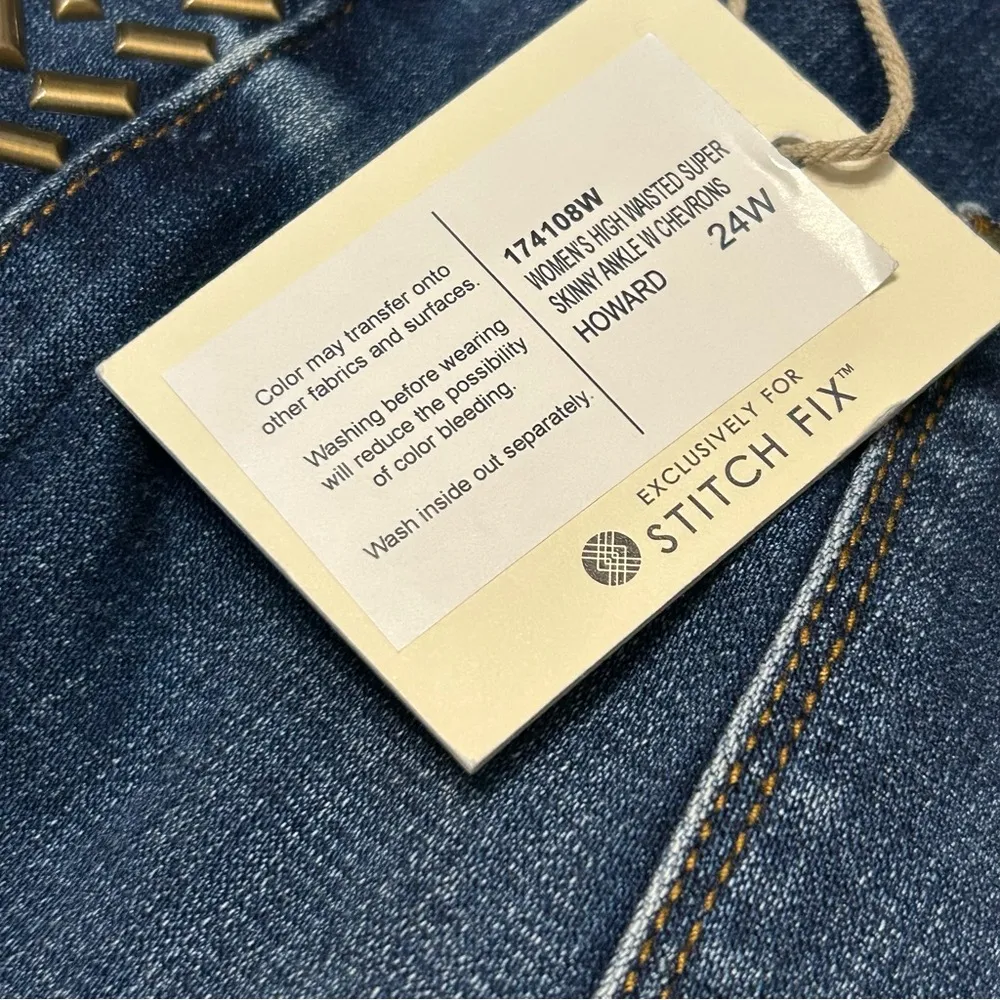 174108W
WOMEN'S HIGH WAISTED SUPER
SKINNY ANKLE W CHEVRONS
HOWARD 24W
Color may transfer onto
other fabrics and surfaces.
Washing before wearing
will reduce the possibility
of color bleeding.
Wash inside out separately.
EXCLUSIVELY FOR
STITCH FIX™